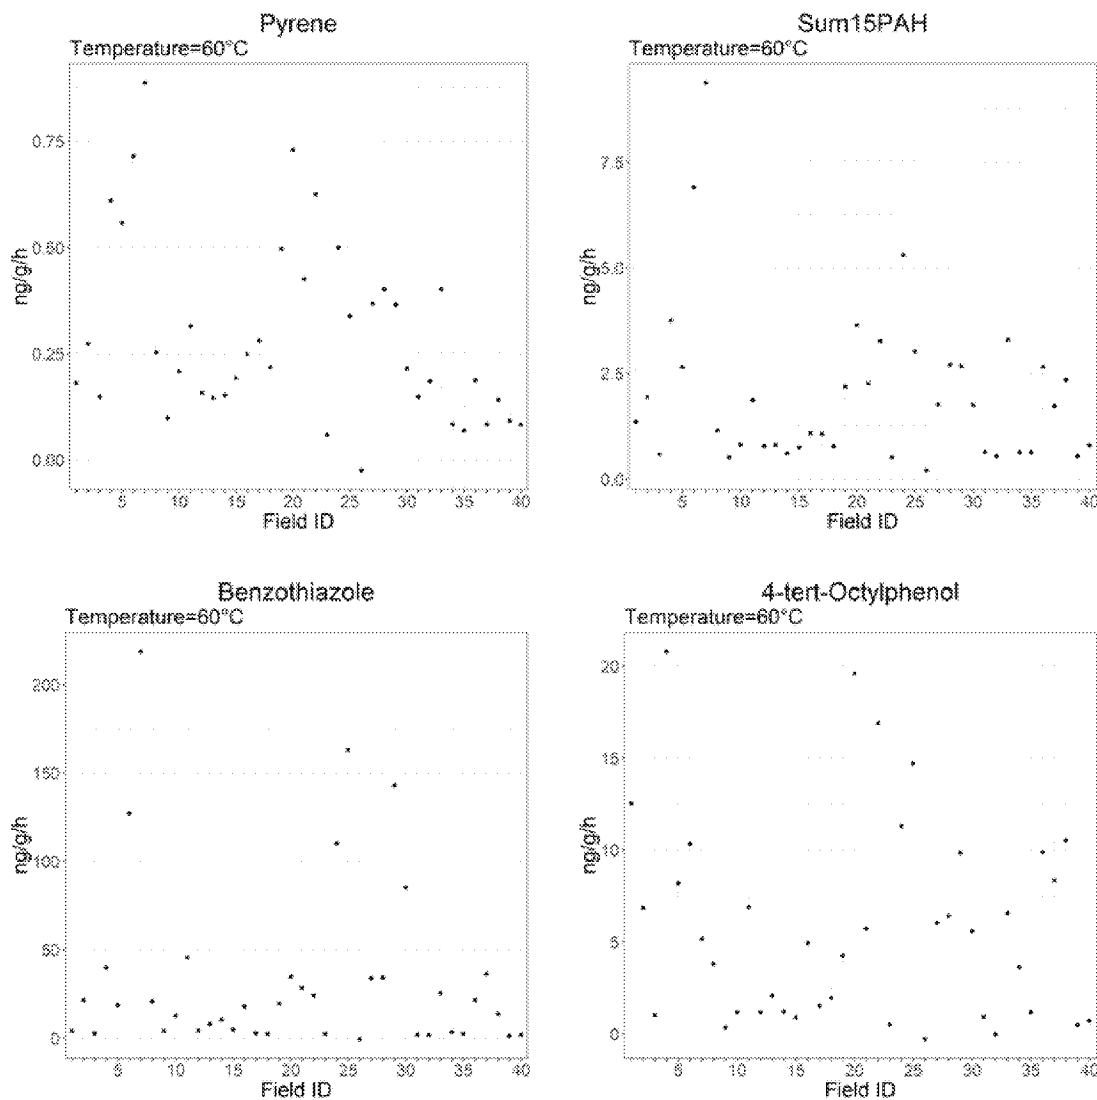 Pyrene
Temperature=60°C
ng/g/h
0.75
0.50
0.25
0.00
5 10 15 20 25 30 35 40
Field ID
Sum15PAH
Temperature=60°C
ng/g/h
7.5
5.0
2.5
0.0
5 10 15 20 25 30 35 40
Field ID
Benzothiazole
Temperature=60°C
ng/g/h
200
150
100
50
0
5 10 15 20 25 30 35 40
Field ID
4-tert-Octylphenol
Temperature=60°C
ng/g/h
20
15
10
5
0
5 10 15 20 25 30 35 40
Field ID